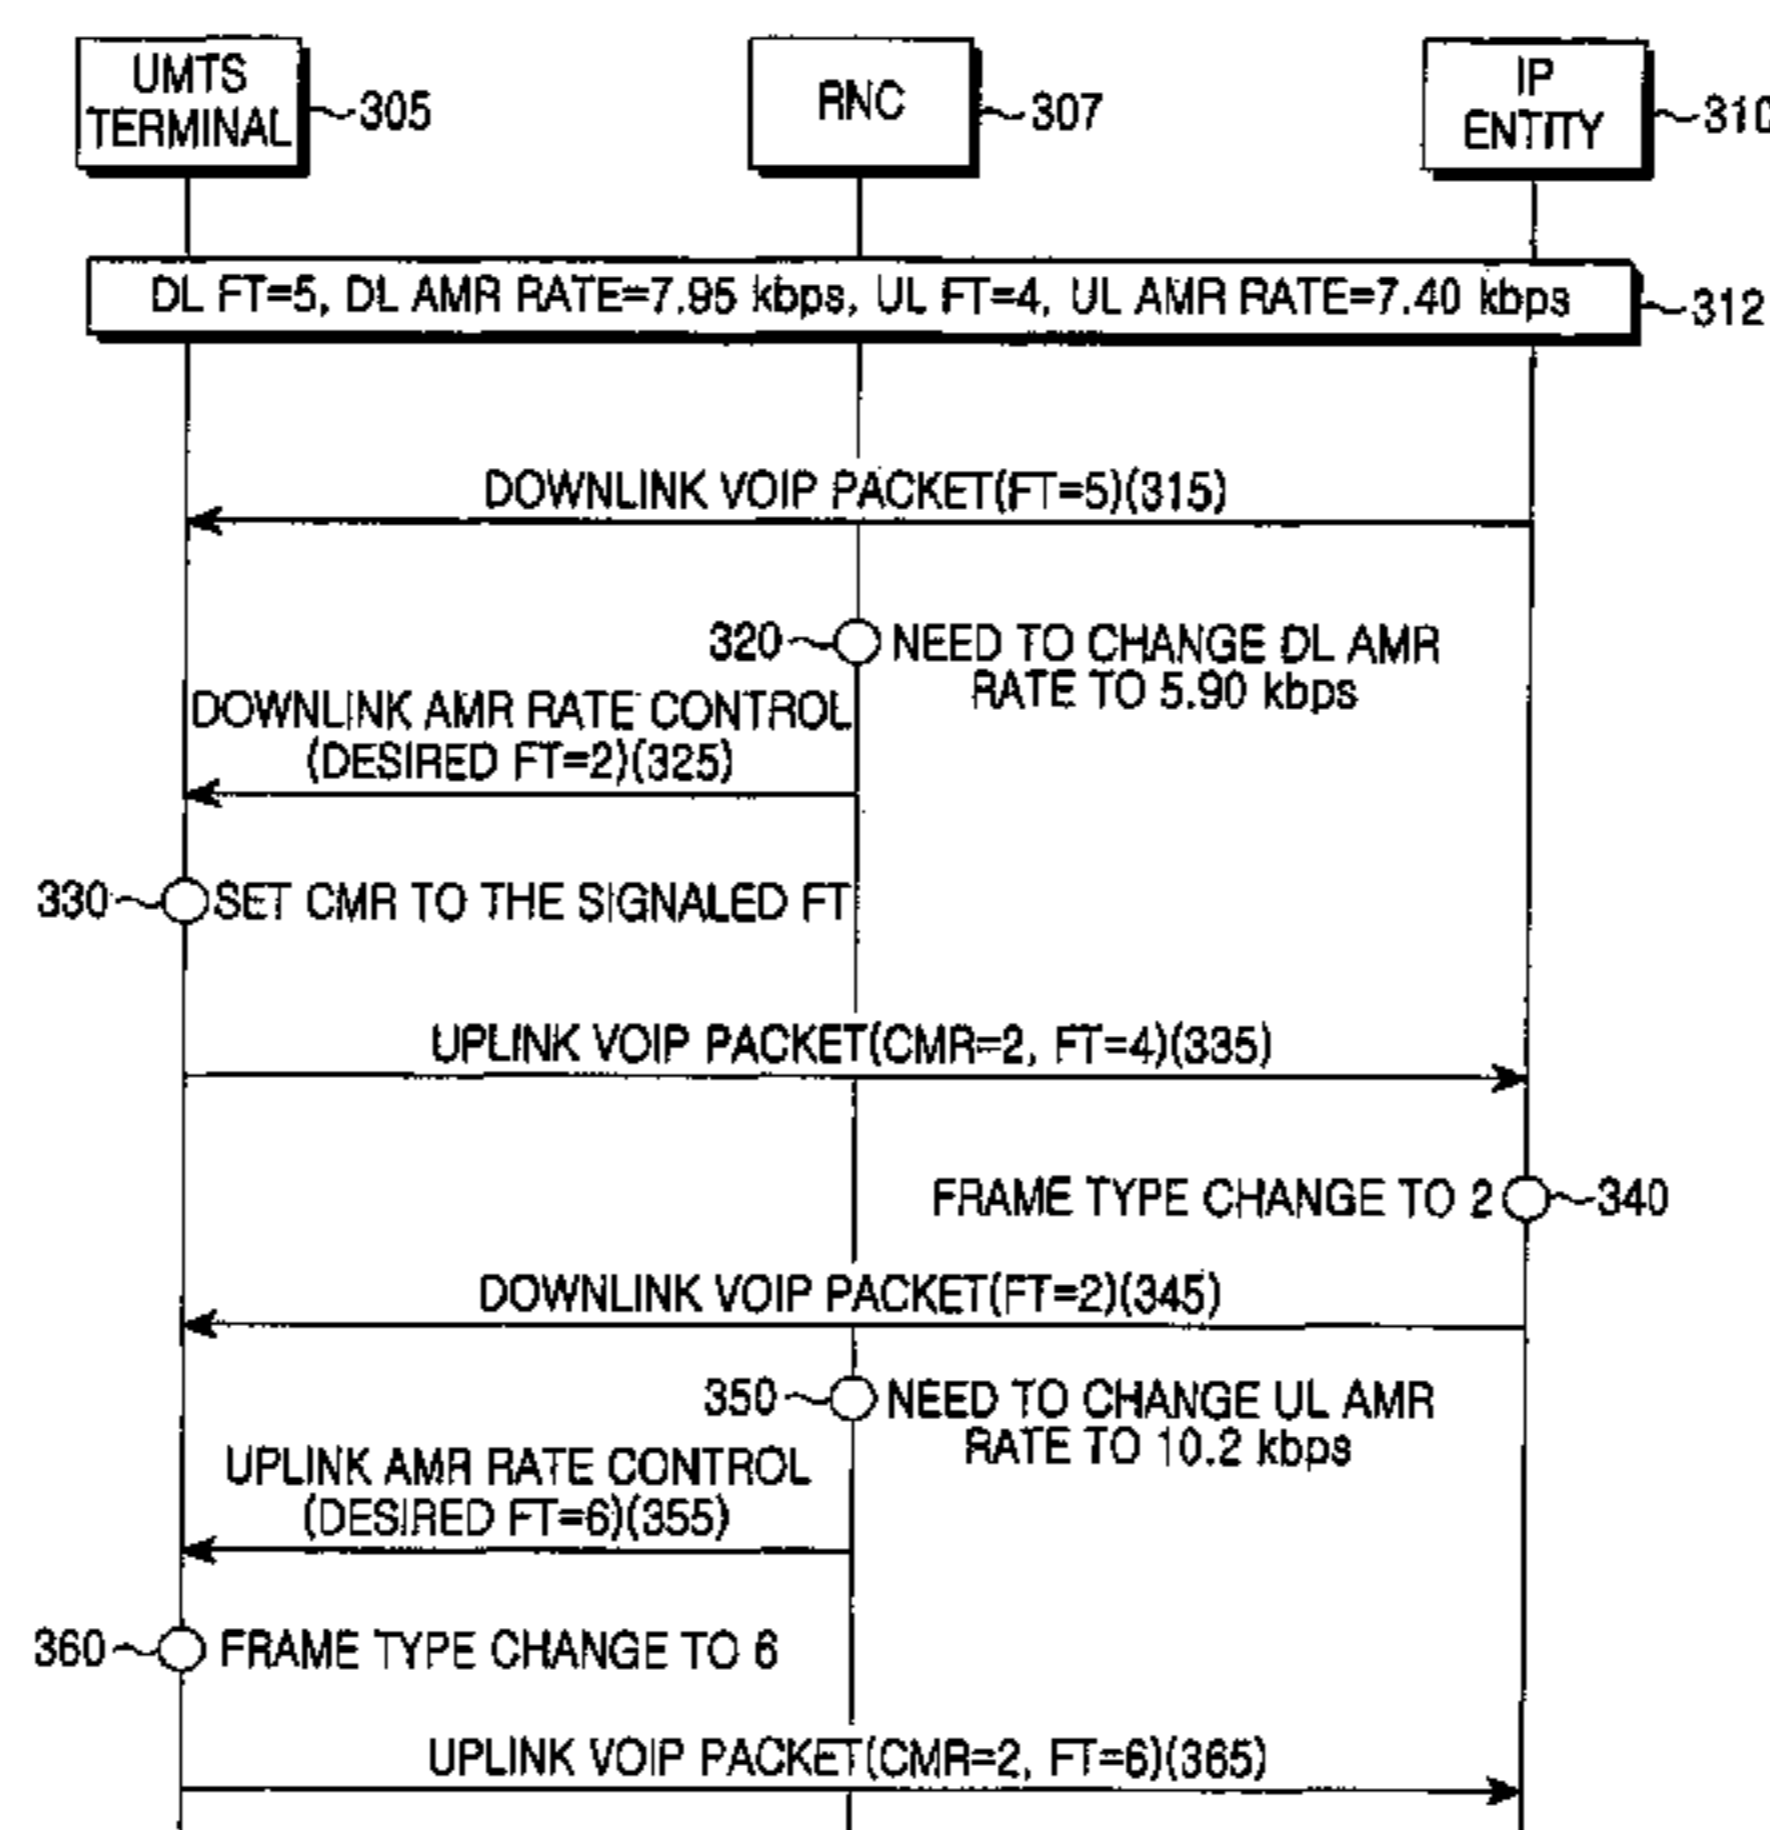 UMTS
TERMINAL
305
RNC
307
IP
ENTITY
310
DL FT=5, DL AMR RATE=7.95 kbps, UL FT=4, UL AMR RATE=7.40 kbps
312
DOWNLINK VOIP PACKET(FT=5)(315)
320
NEED TO CHANGE DL AMR
RATE TO 5.90 kbps
DOWNLINK AMR RATE CONTROL
(DESIRED FT=2)(325)
330
SET CMR TO THE SIGNALED FT
UPLINK VOIP PACKET(CMR=2, FT=4)(335)
FRAME TYPE CHANGE TO 2
340
DOWNLINK VOIP PACKET(FT=2)(345)
350
NEED TO CHANGE UL AMR
RATE TO 10.2 kbps
UPLINK AMR RATE CONTROL
(DESIRED FT=6)(355)
360
FRAME TYPE CHANGE TO 6
UPLINK VOIP PACKET(CMR=2, FT=6)(365)